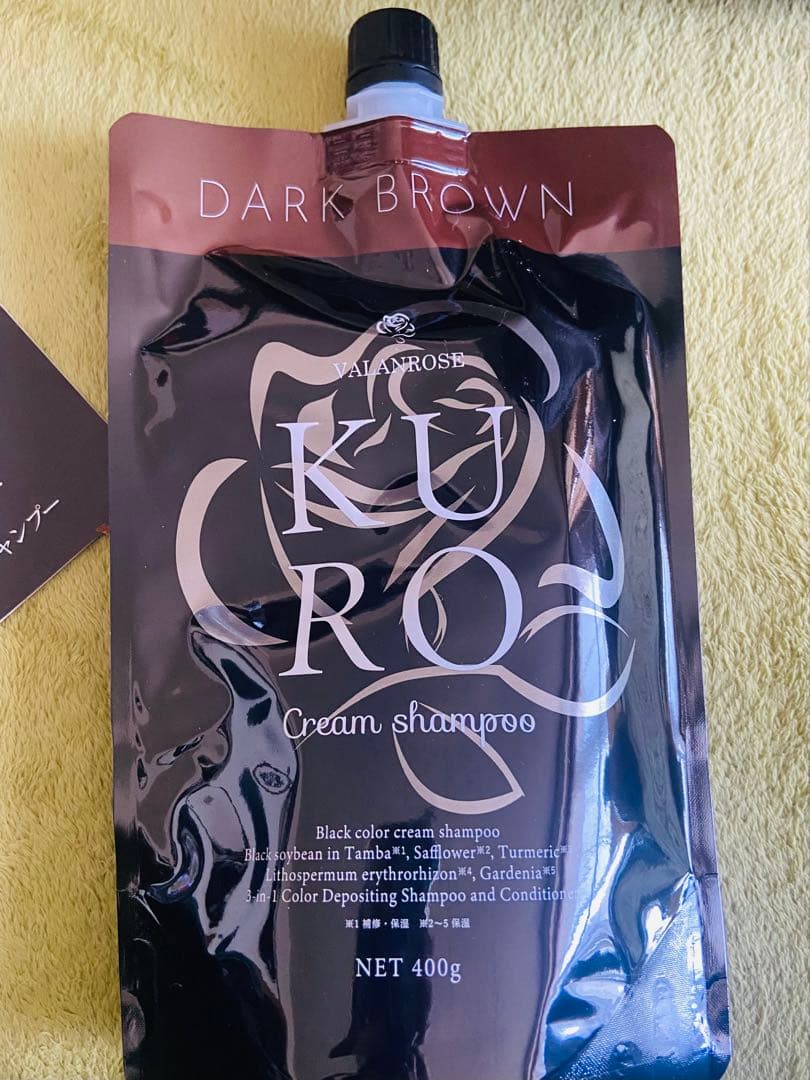 DARK BROWN
VALANROSE
KU
RO
Cream shampoo
Black color cream shampoo
Black soybean in Tamba※1, Safflower※2, Turmeric※3
Lithospermum erythrorhizon※4, Gardenia※5
3-in-1 Color Depositing Shampoo and Conditioner
※1 補修・保湿 ※2〜5 保湿
NET 400g
ャンプー